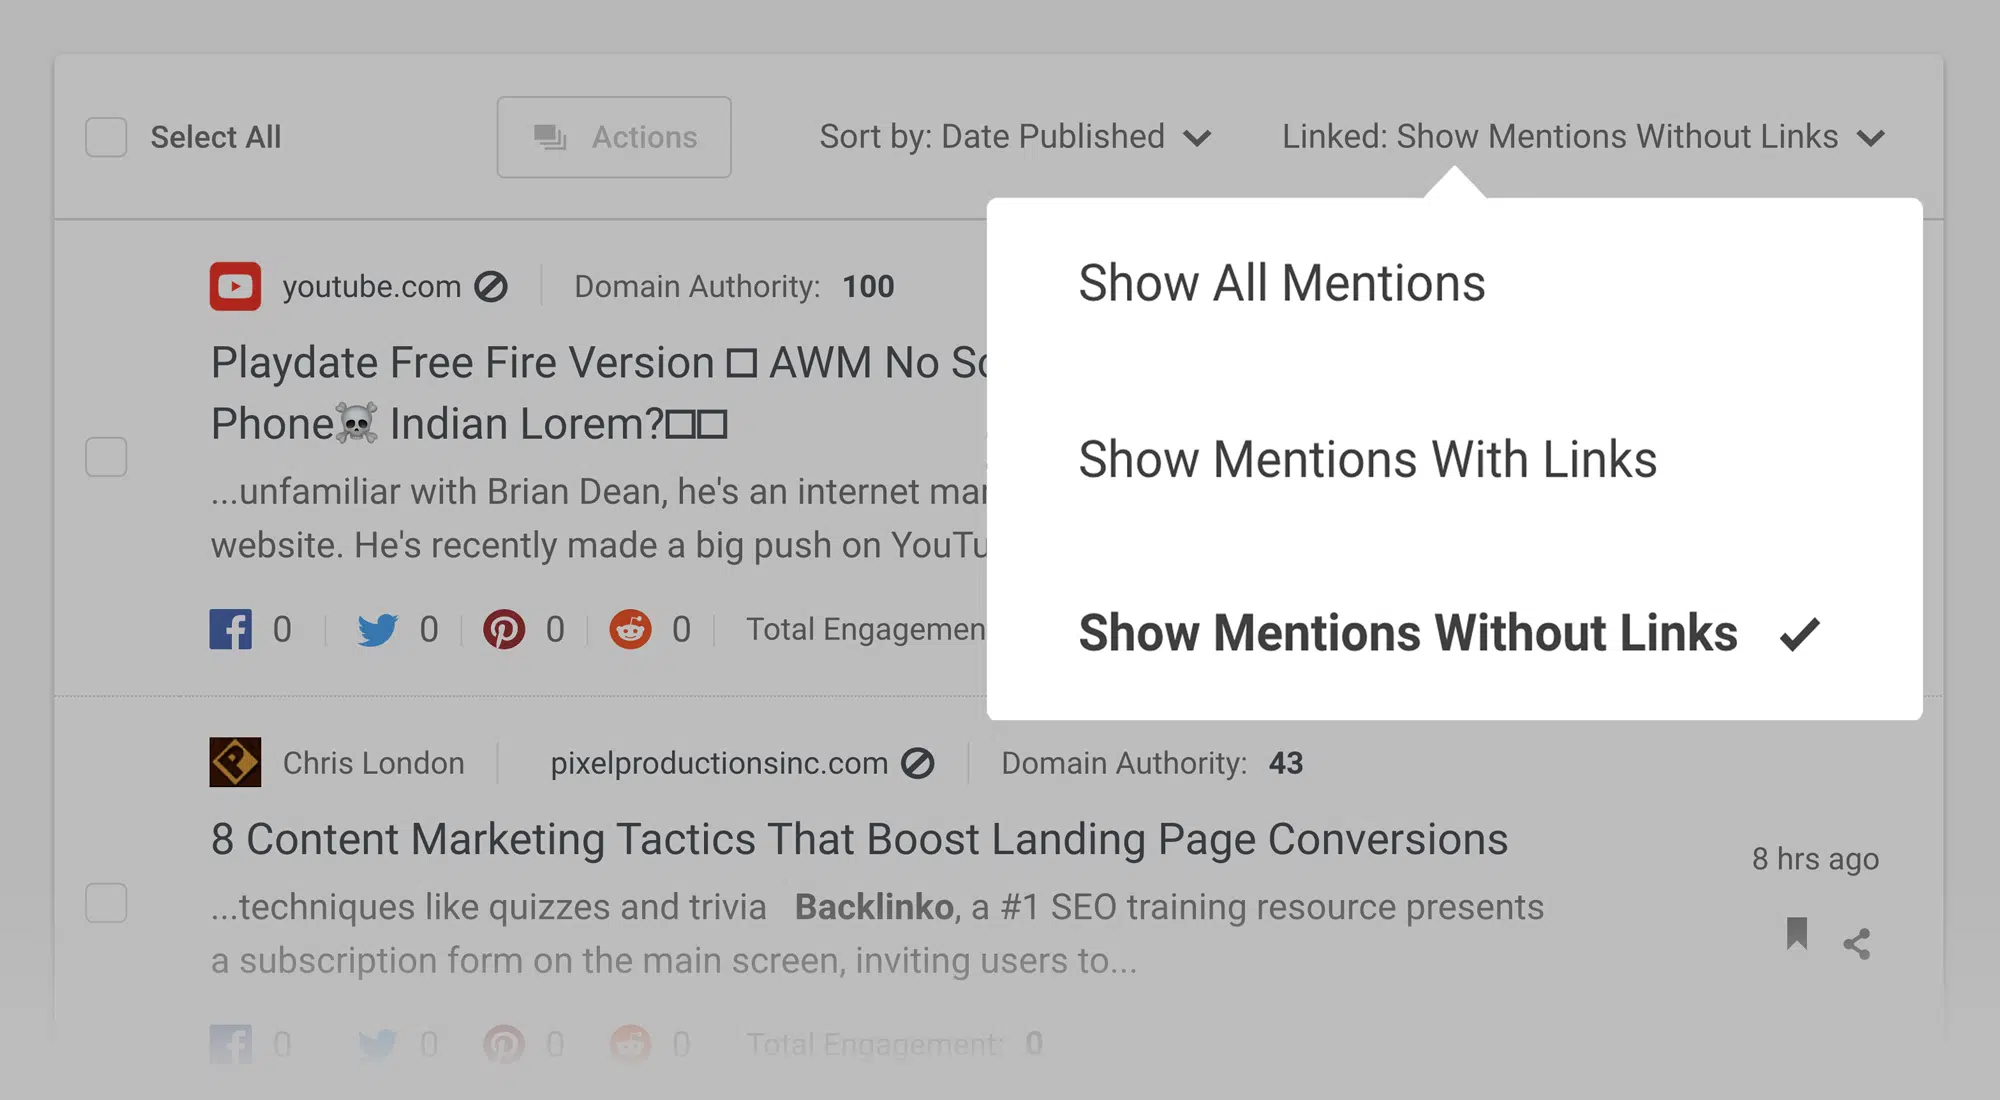 Select All
Actions
Sort by: Date Published
Linked: Show Mentions Without Links
Show All Mentions
Show Mentions With Links
Show Mentions Without Links
youtube.com
Domain Authority: 100
Playdate Free Fire Version □ AWM No Sc
Phone☠ Indian Lorem?□□
...unfamiliar with Brian Dean, he's an internet mar
website. He's recently made a big push on YouTu
0
0
0
0
Total Engagemen
Chris London
pixelproductionsinc.com
Domain Authority: 43
8 Content Marketing Tactics That Boost Landing Page Conversions
8 hrs ago
...techniques like quizzes and trivia Backlinko, a #1 SEO training resource presents
a subscription form on the main screen, inviting users to...
0
0
0
0
Total Engagement: 0